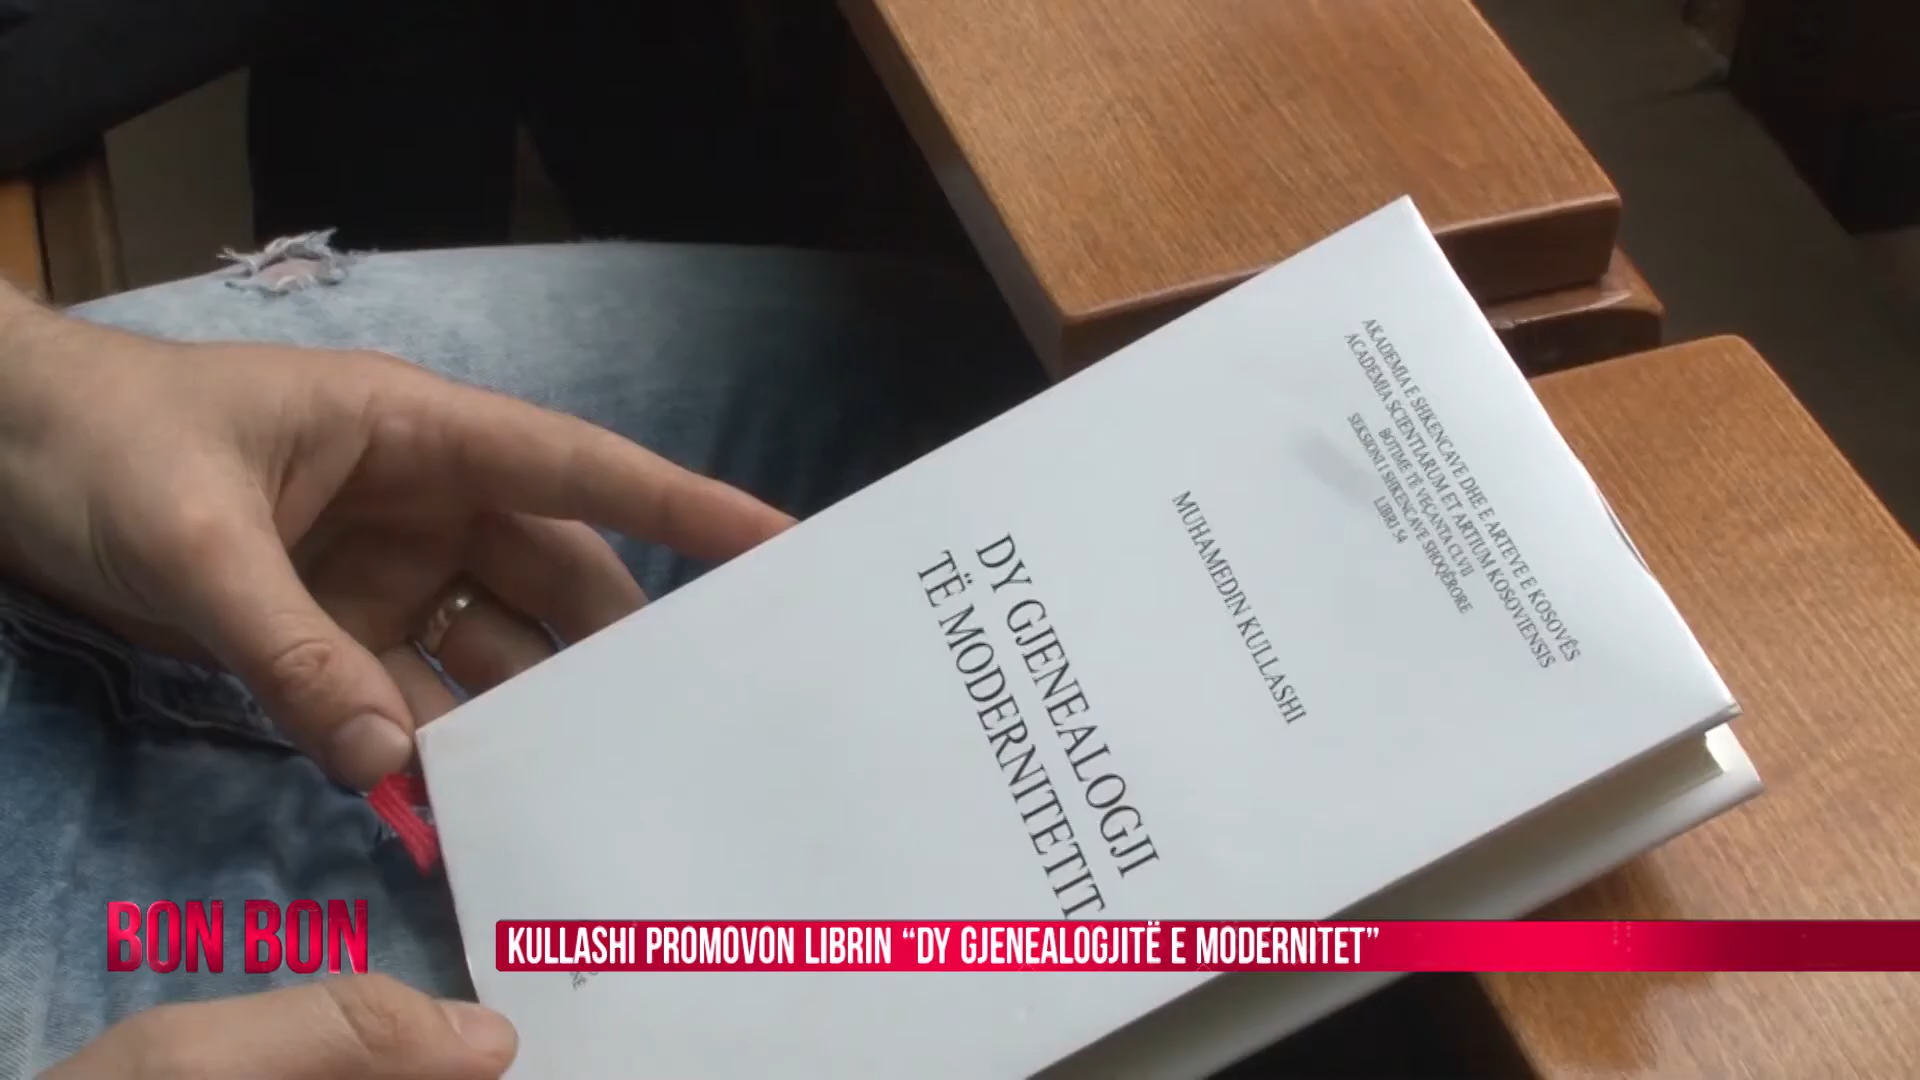 AKADEMIA E SHKENCAVE DHE E ARTEVE E KOSOVËS
ACADEMIA SCIENTIARUM ET ARTIUM KOSOVIENSIS
BOTIME TË VEÇANTA CLVII
SEKSIONI I SHKENCAVE SHOQËRORE
LIBRI 54
MUHAMEDIN KULLASHI
DY GJENEALOGJI
TË MODERNITETIT
BON BON
KULLASHI PROMOVON LIBRIN “DY GJENEALOGJITË E MODERNITET”